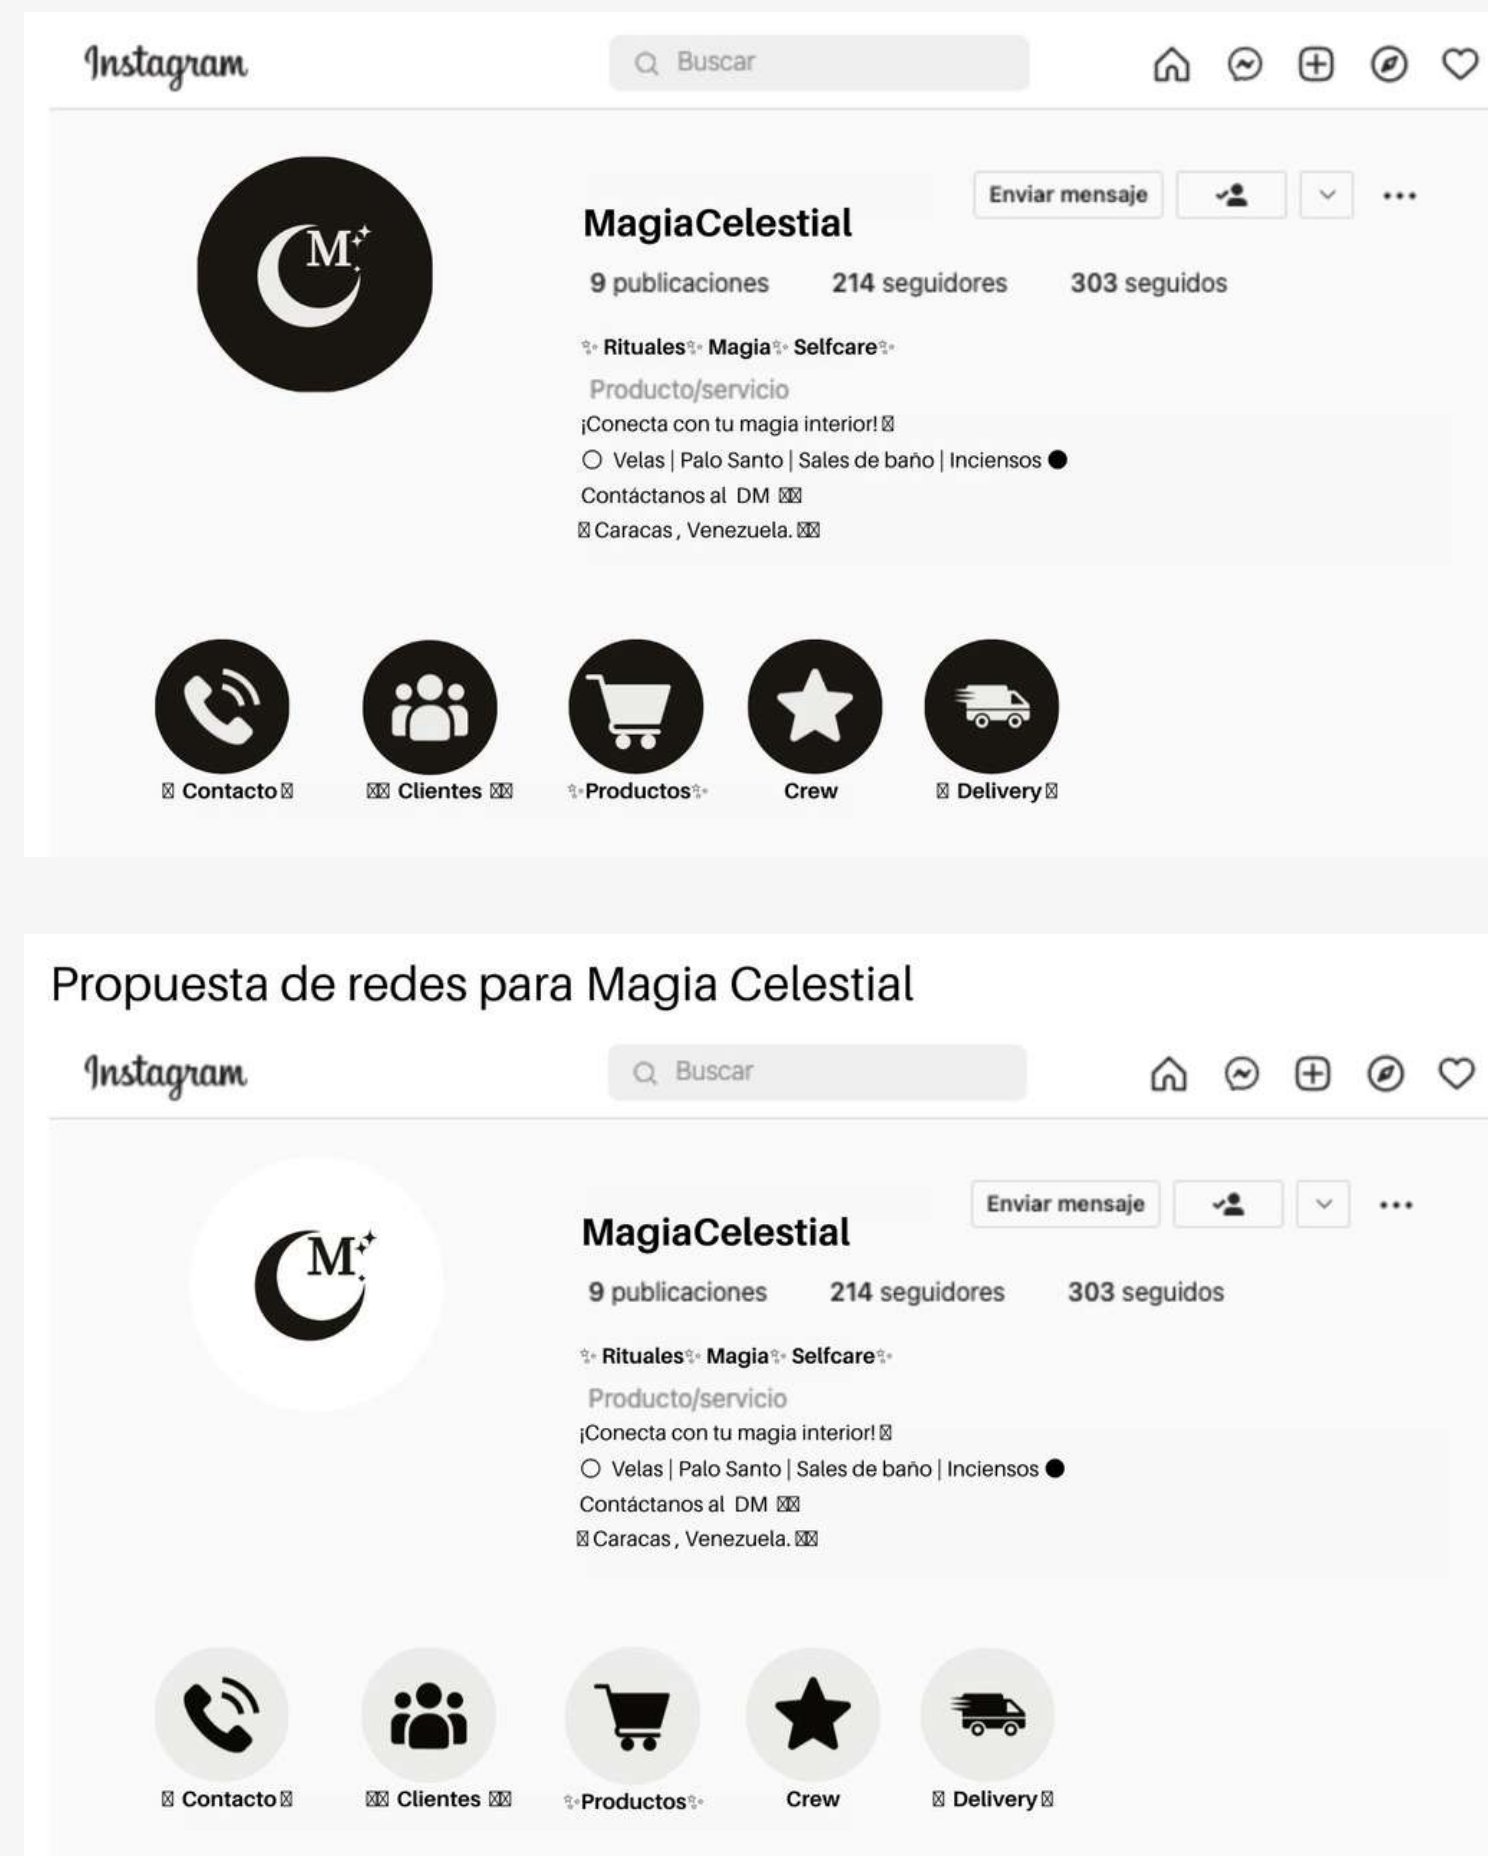 Instagram
Buscar
Enviar mensaje
M
MagiaCelestial
9 publicaciones 214 seguidores 303 seguidos
✨ Rituales✨ Magia✨ Selfcare✨
Producto/servicio
¡Conecta con tu magia interior!
○ Velas | Palo Santo | Sales de baño | Inciensos ●
Contáctanos al DM
Caracas , Venezuela.
Contacto Clientes ✨Productos✨ Crew Delivery
Propuesta de redes para Magia Celestial
Instagram
Buscar
Enviar mensaje
M
MagiaCelestial
9 publicaciones 214 seguidores 303 seguidos
✨ Rituales✨ Magia✨ Selfcare✨
Producto/servicio
¡Conecta con tu magia interior!
○ Velas | Palo Santo | Sales de baño | Inciensos ●
Contáctanos al DM
Caracas , Venezuela.
Contacto Clientes ✨Productos✨ Crew Delivery